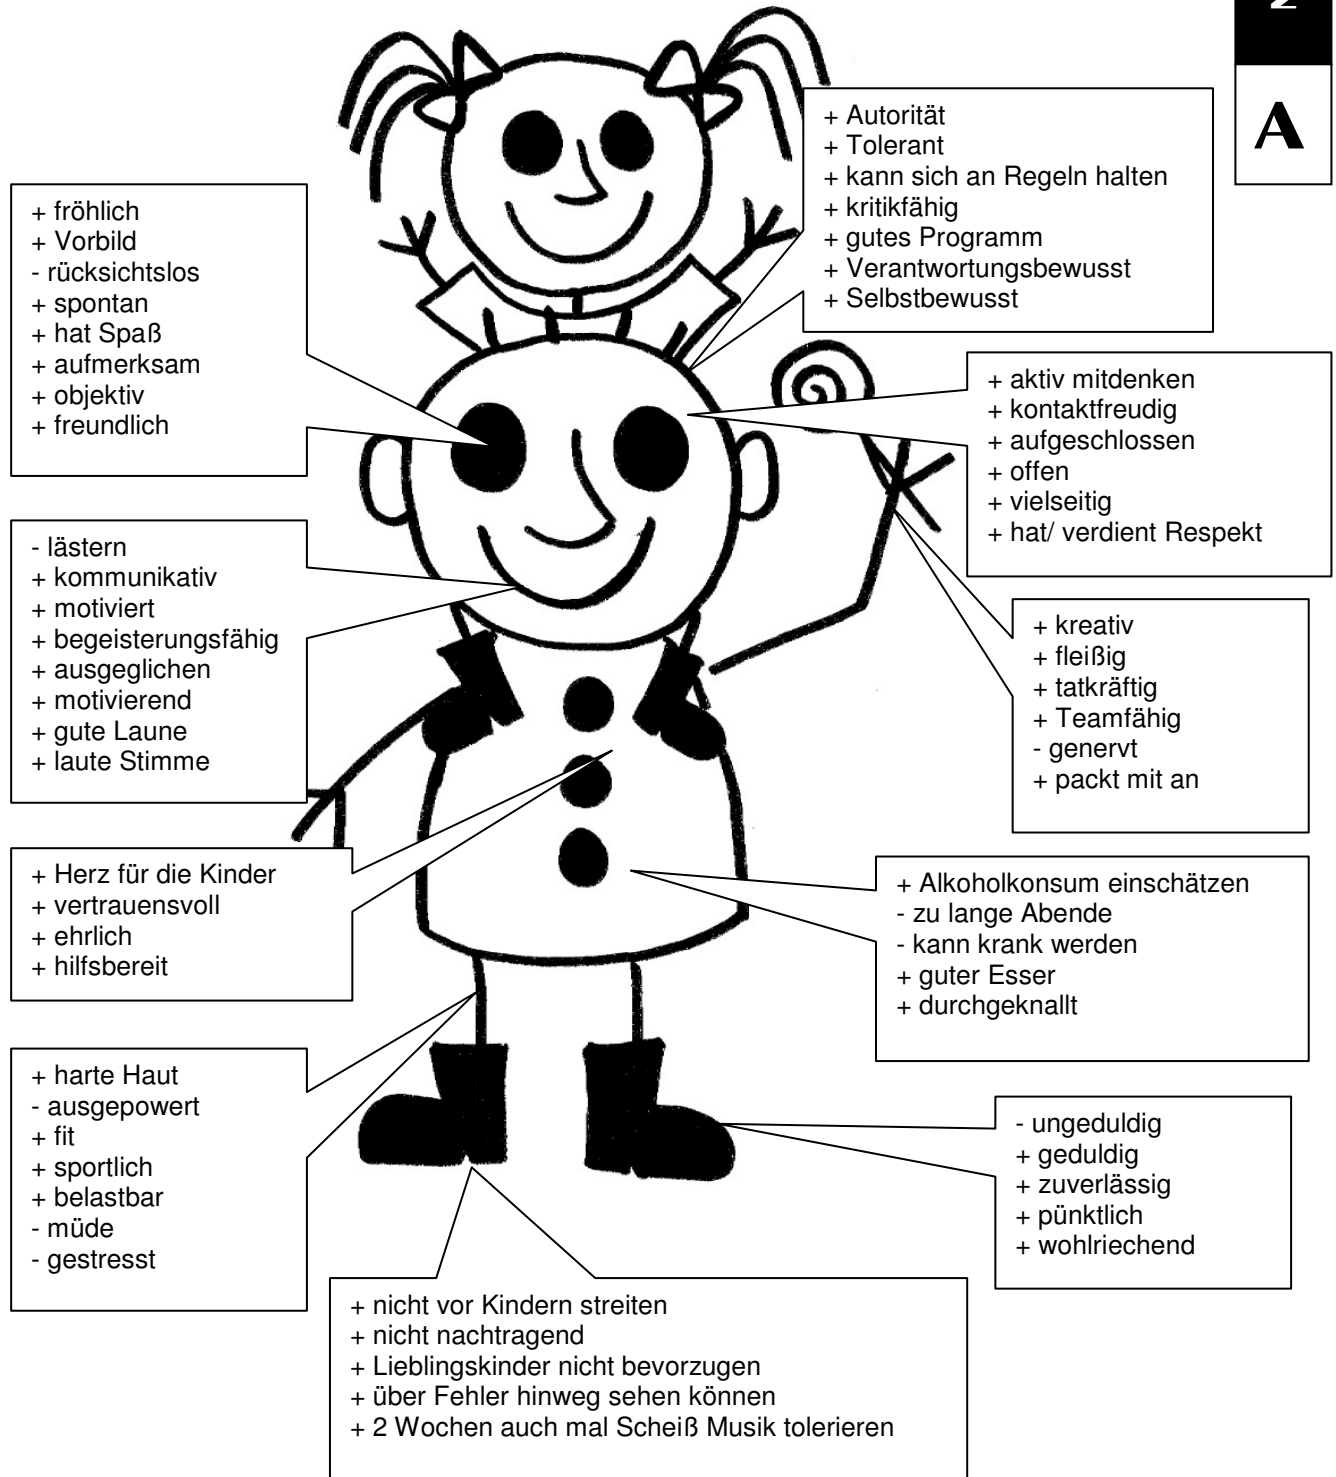 2
A
+ Autorität
+ Tolerant
+ kann sich an Regeln halten
+ kritikfähig
+ gutes Programm
+ Verantwortungsbewusst
+ Selbstbewusst
+ fröhlich
+ Vorbild
- rücksichtslos
+ spontan
+ hat Spaß
+ aufmerksam
+ objektiv
+ freundlich
+ aktiv mitdenken
+ kontaktfreudig
+ aufgeschlossen
+ offen
+ vielseitig
+ hat/ verdient Respekt
- lästern
+ kommunikativ
+ motiviert
+ begeisterungsfähig
+ ausgeglichen
+ motivierend
+ gute Laune
+ laute Stimme
+ kreativ
+ fleißig
+ tatkräftig
+ Teamfähig
- genervt
+ packt mit an
+ Herz für die Kinder
+ vertrauensvoll
+ ehrlich
+ hilfsbereit
+ Alkoholkonsum einschätzen
- zu lange Abende
- kann krank werden
+ guter Esser
+ durchgeknallt
+ harte Haut
- ausgepowert
+ fit
+ sportlich
+ belastbar
- müde
- gestresst
- ungeduldig
+ geduldig
+ zuverlässig
+ pünktlich
+ wohlriechend
+ nicht vor Kindern streiten
+ nicht nachtragend
+ Lieblingskinder nicht bevorzugen
+ über Fehler hinweg sehen können
+ 2 Wochen auch mal Scheiß Musik tolerieren